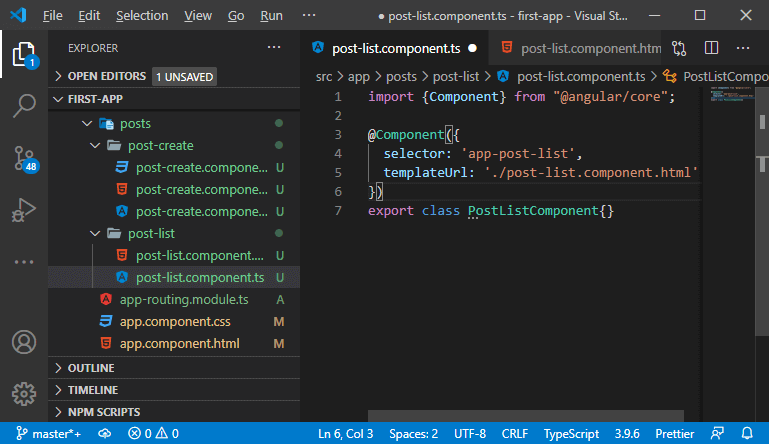 File Edit Selection View Go Run ··· ● post-list.component.ts - first-app - Visual St...
EXPLORER ···
OPEN EDITORS 1 UNSAVED
FIRST-APP
posts
post-create
post-create.compone... U
post-create.compone... U
post-create.compone... U
post-list
post-list.component.... U
post-list.component.ts U
app-routing.module.ts A
app.component.css M
app.component.html M
OUTLINE
TIMELINE
NPM SCRIPTS
1
48
post-list.component.ts ● post-list.component.htm
src > app > posts > post-list > post-list.component.ts > PostListCompo
1 import {Component} from "@angular/core";
2
3 @Component({
4 selector: 'app-post-list',
5 templateUrl: './post-list.component.html'
6 })
7 export class PostListComponent{}
master*+ 0 0 Ln 6, Col 3 Spaces: 2 UTF-8 CRLF TypeScript 3.9.6 Prettier